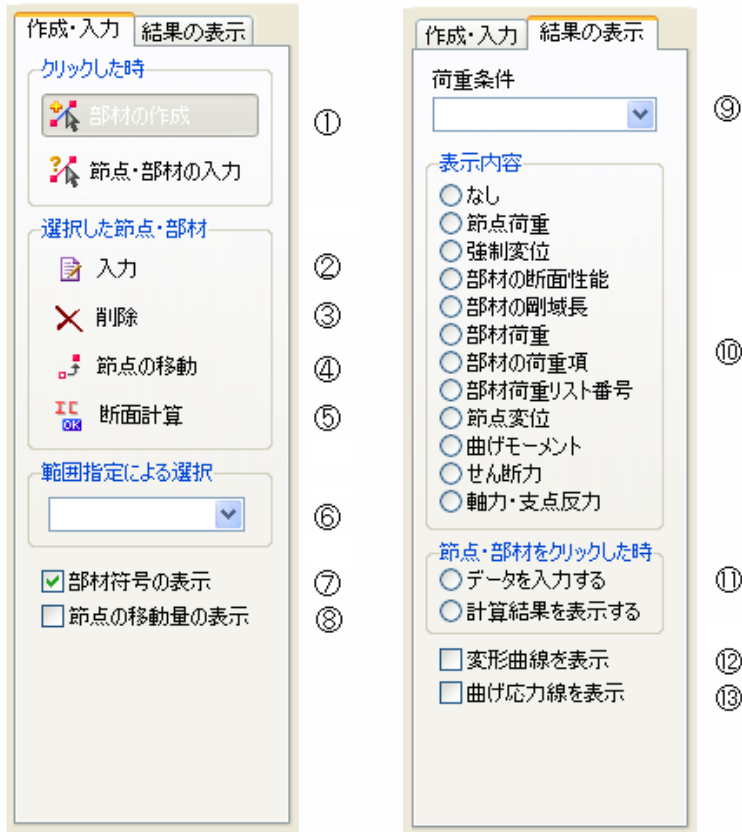 作成・入力 結果の表示
クリックした時
部材の作成
①
節点・部材の入力
選択した節点・部材
入力
②
削除
③
節点の移動
④
断面計算
⑤
範囲指定による選択
⑥
部材符号の表示
⑦
節点の移動量の表示
⑧
作成・入力 結果の表示
荷重条件
⑨
表示内容
なし
節点荷重
強制変位
部材の断面性能
部材の剛域長
部材荷重
⑩
部材の荷重項
部材荷重リスト番号
節点変位
曲げモーメント
せん断力
軸力・支点反力
節点・部材をクリックした時
データを入力する
⑪
計算結果を表示する
変形曲線を表示
⑫
曲げ応力線を表示
⑬